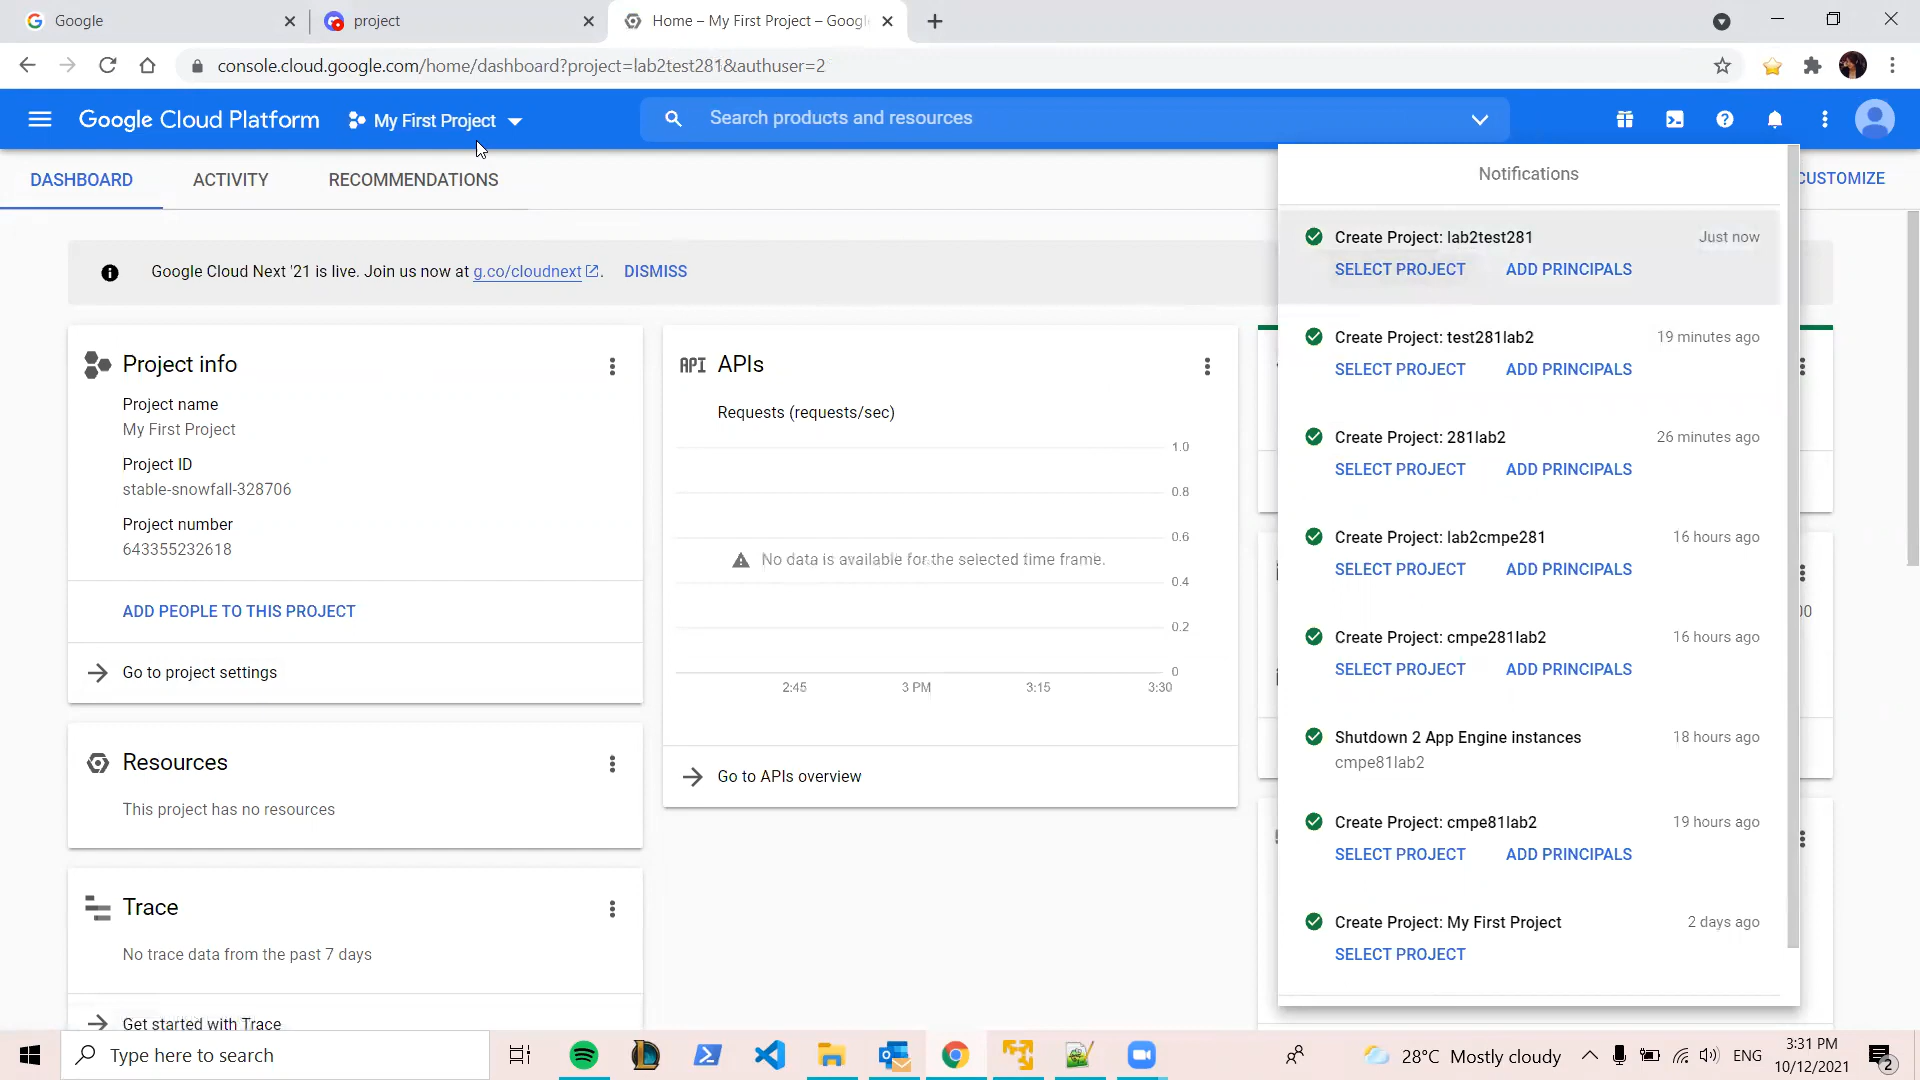 Google
project
Home – My First Project – Googl
console.cloud.google.com/home/dashboard?project=lab2test281&authuser=2
Google Cloud Platform
My First Project
Search products and resources
DASHBOARD
ACTIVITY
RECOMMENDATIONS
CUSTOMIZE
Google Cloud Next '21 is live. Join us now at g.co/cloudnext. DISMISS
Project info
Project name
My First Project
Project ID
stable-snowfall-328706
Project number
643355232618
ADD PEOPLE TO THIS PROJECT
Go to project settings
Resources
This project has no resources
Trace
No trace data from the past 7 days
Get started with Trace
API APIs
Requests (requests/sec)
1.0
0.8
0.6
No data is available for the selected time frame.
0.4
0.2
0
2:45 3 PM 3:15 3:30
Go to APIs overview
Notifications
Create Project: lab2test281 Just now
SELECT PROJECT ADD PRINCIPALS
Create Project: test281lab2 19 minutes ago
SELECT PROJECT ADD PRINCIPALS
Create Project: 281lab2 26 minutes ago
SELECT PROJECT ADD PRINCIPALS
Create Project: lab2cmpe281 16 hours ago
SELECT PROJECT ADD PRINCIPALS
Create Project: cmpe281lab2 16 hours ago
SELECT PROJECT ADD PRINCIPALS
Shutdown 2 App Engine instances 18 hours ago
cmpe81lab2
Create Project: cmpe81lab2 19 hours ago
SELECT PROJECT ADD PRINCIPALS
Create Project: My First Project 2 days ago
SELECT PROJECT
Type here to search
28°C Mostly cloudy
ENG
3:31 PM
10/12/2021
2